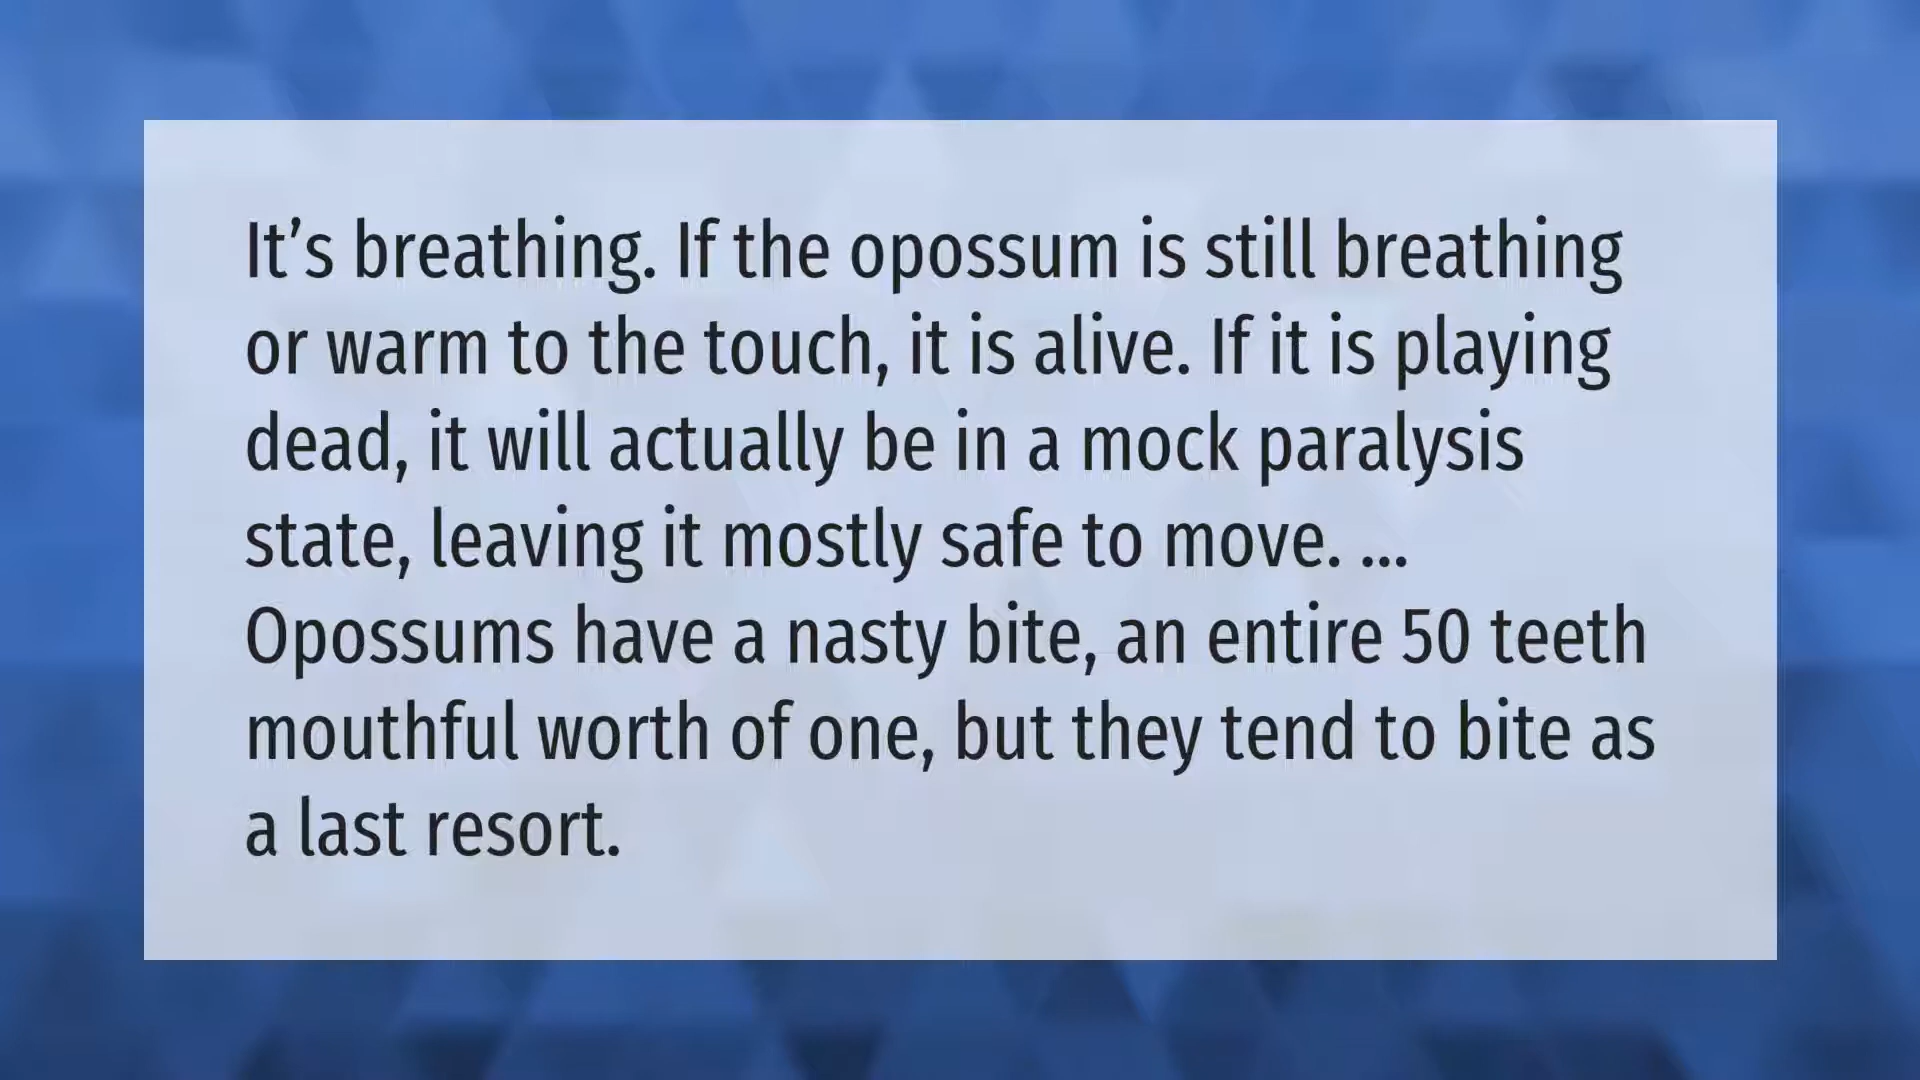 It’s breathing. If the opossum is still breathing
or warm to the touch, it is alive. If it is playing
dead, it will actually be in a mock paralysis
state, leaving it mostly safe to move. ...
Opossums have a nasty bite, an entire 50 teeth
mouthful worth of one, but they tend to bite as
a last resort.